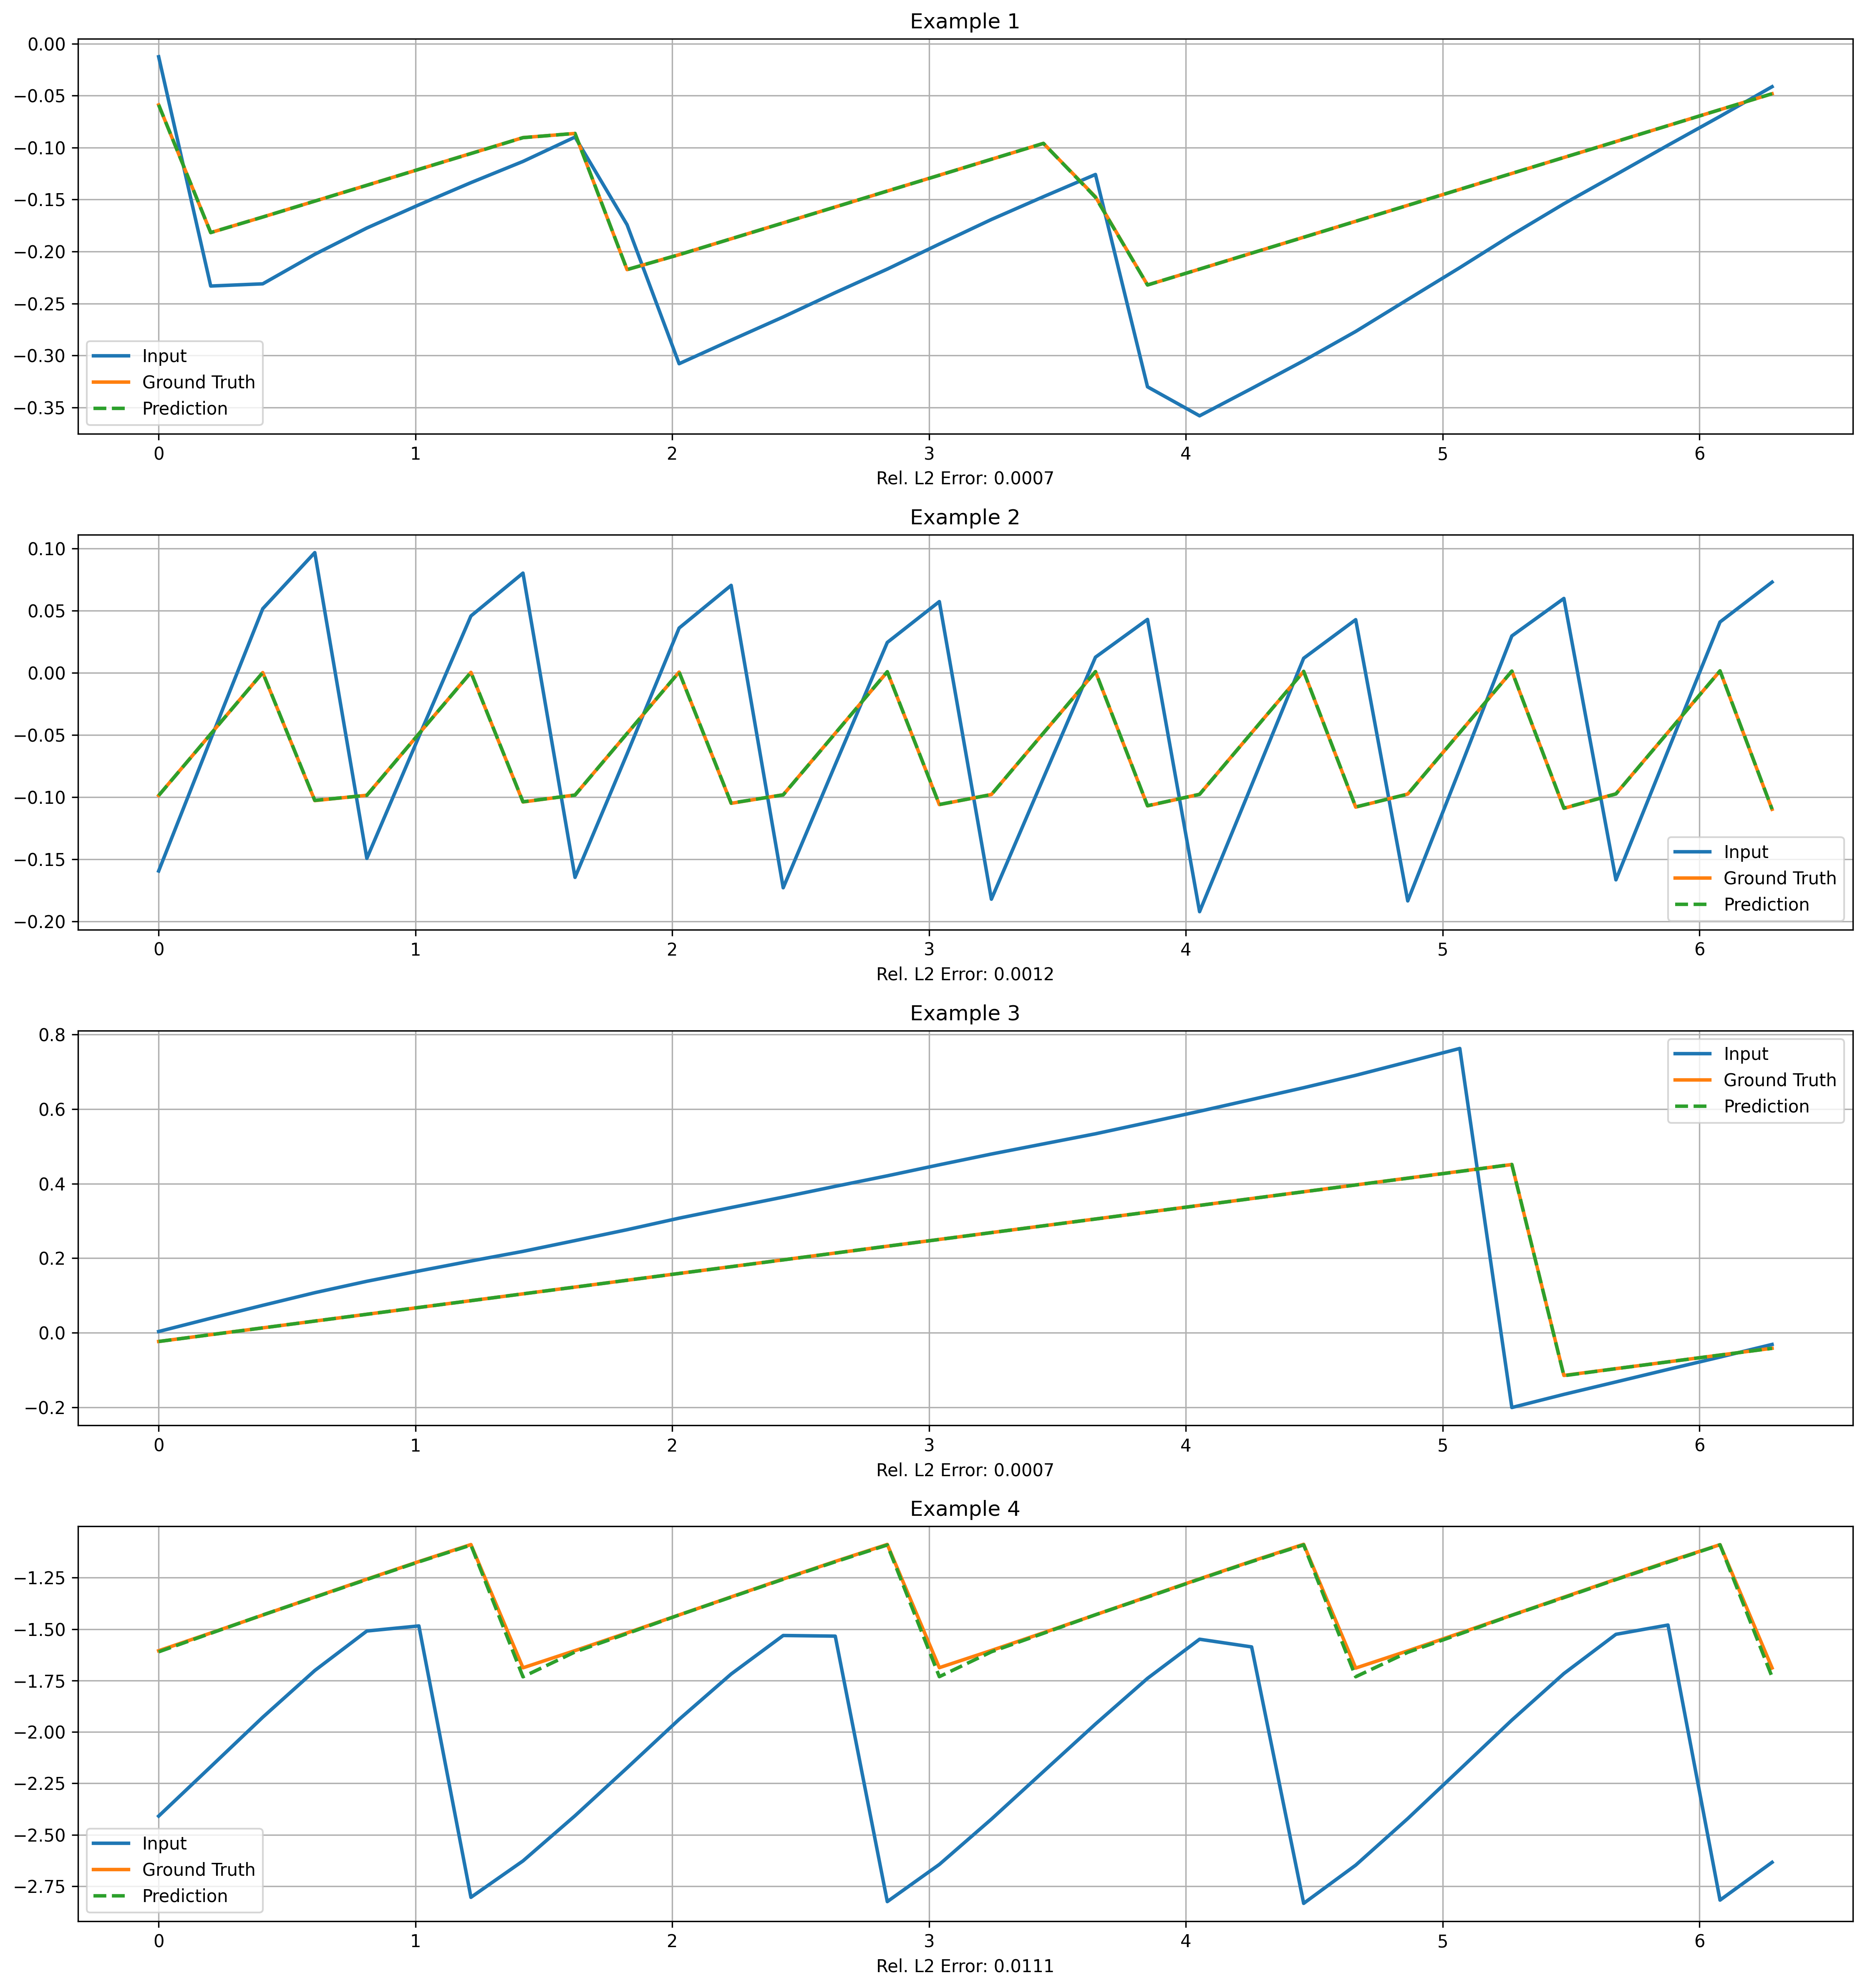 Example 1
0.00
−0.05
−0.10
−0.15
−0.20
−0.25
−0.30
−0.35
Input
Ground Truth
Prediction
0 1 2 3 4 5 6
Rel. L2 Error: 0.0007
Example 2
0.10
0.05
0.00
−0.05
−0.10
−0.15
−0.20
Input
Ground Truth
Prediction
0 1 2 3 4 5 6
Rel. L2 Error: 0.0012
Example 3
0.8
0.6
0.4
0.2
0.0
−0.2
Input
Ground Truth
Prediction
0 1 2 3 4 5 6
Rel. L2 Error: 0.0007
Example 4
−1.25
−1.50
−1.75
−2.00
−2.25
−2.50
−2.75
Input
Ground Truth
Prediction
0 1 2 3 4 5 6
Rel. L2 Error: 0.0111